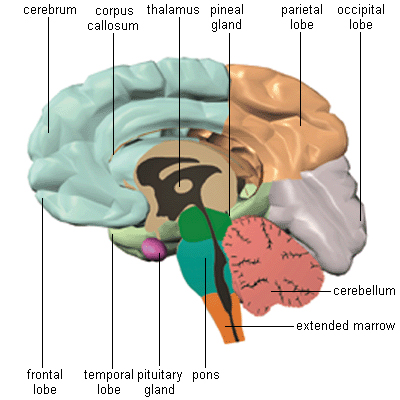 cerebrum corpus callosum thalamus pineal gland parietal lobe occipital lobe
cerebellum
extended marrow
frontal lobe temporal lobe pituitary gland pons